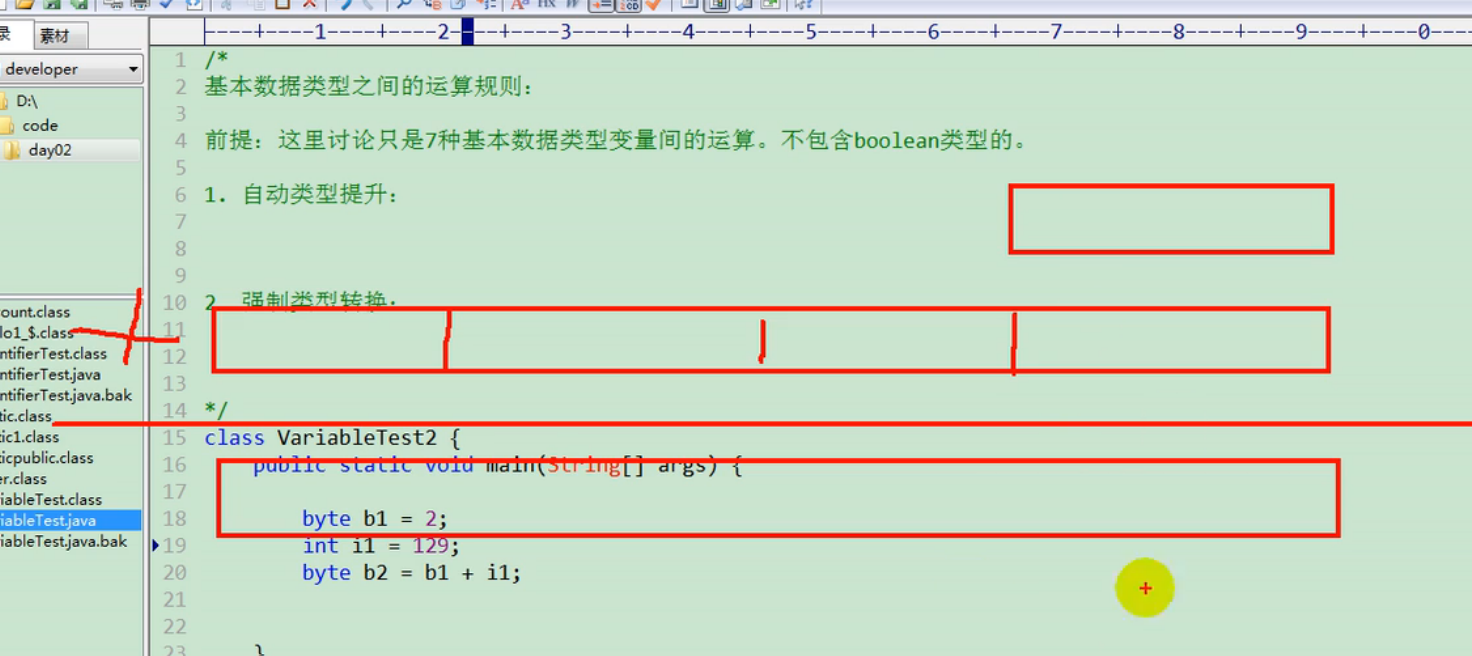 录 素材
----+----1----+----2----+----3----+----4----+----5----+----6----+----7----+----8----+----9----+----0----
developer
D:\
code
day02
ount.class
lo1_$.class
ntifierTest.class
ntifierTest.java
ntifierTest.java.bak
tic.class
tic1.class
ticpublic.class
er.class
iableTest.class
iableTest.java
iableTest.java.bak
1 /*
2 基本数据类型之间的运算规则：
3
4 前提：这里讨论只是7种基本数据类型变量间的运算。不包含boolean类型的。
5
6 1. 自动类型提升：
7
8
9
10 2. 强制类型转换：
11
12
13
14 */
15 class VariableTest2 {
16 public static void main(String[] args) {
17
18 byte b1 = 2;
19 int i1 = 129;
20 byte b2 = b1 + i1;
21
22
23 }